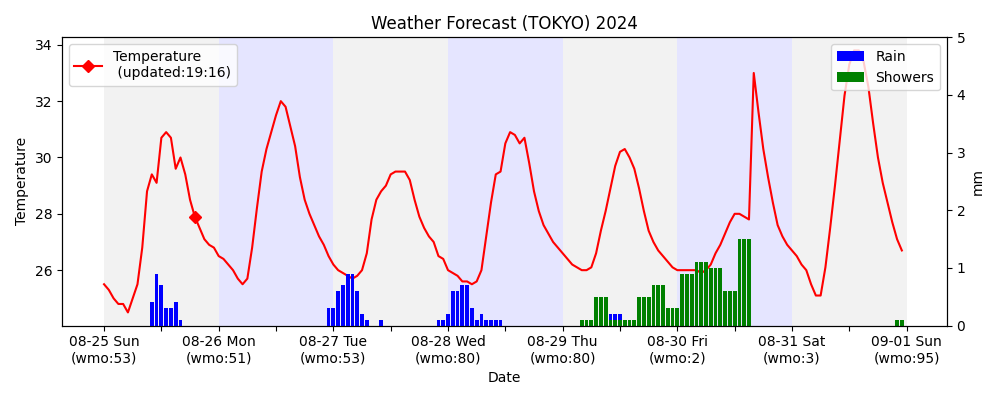 Weather Forecast (TOKYO) 2024
Temperature
(updated:19:16)
Rain
Showers
Temperature
34
32
30
28
26
5
4
3
2
1
0
mm
08-25 Sun
(wmo:53)
08-26 Mon
(wmo:51)
08-27 Tue
(wmo:53)
08-28 Wed
(wmo:80)
08-29 Thu
(wmo:80)
08-30 Fri
(wmo:2)
08-31 Sat
(wmo:3)
09-01 Sun
(wmo:95)
Date